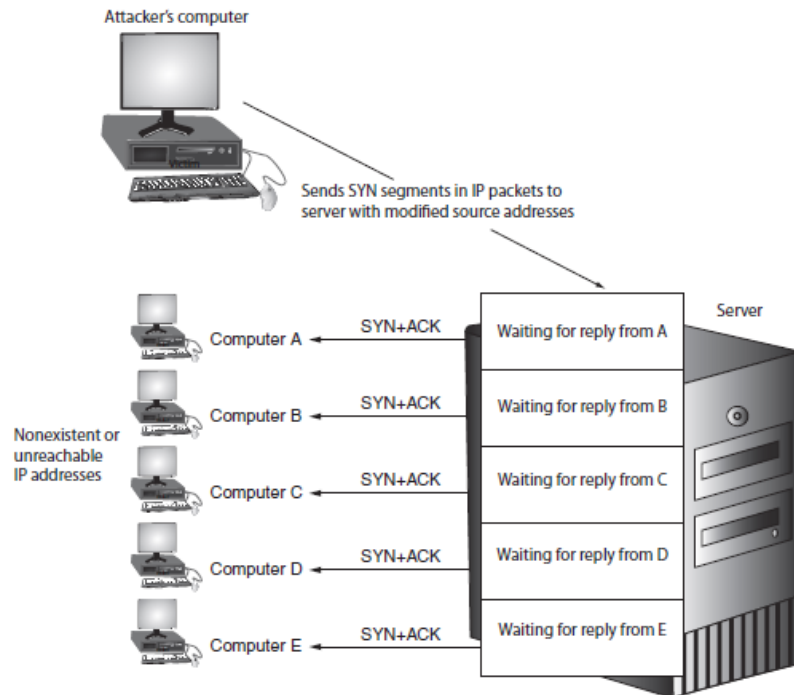 Attacker's computer
Victim
Sends SYN segments in IP packets to
server with modified source addresses
Server
Computer A
SYN+ACK
Waiting for reply from A
Computer B
SYN+ACK
Waiting for reply from B
Nonexistent or
unreachable
IP addresses
Computer C
SYN+ACK
Waiting for reply from C
Computer D
SYN+ACK
Waiting for reply from D
Computer E
SYN+ACK
Waiting for reply from E